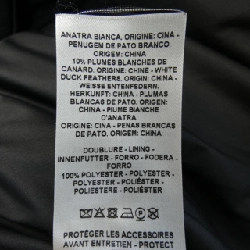 ANATRA BIANCA, ORIGINE: CINA -
PENUGEM DE PATO BRANCO
ORIGEM: CHINA
10% PLUMES BLANCHES DE
CANARD, ORIGINE: CHINE - WHITE
DUCK FEATHERS, ORIGIN: CHINA -
WEISSE ENTENFEDERN,
HERKUNFT: CHINA - PLUMAS
BLANCAS DE PATO, ORIGEN:
CHINA - PIUME BIANCHE
D'ANATRA
ORIGINE: CINA - PENAS BRANCAS
DE PATO ORIGEM: CHINA
DOUBLURE - LINING -
INNENFUTTER - FORRO - FODERA -
FORRO
100% POLYESTER - POLYESTER -
POLYESTER - POLIÉSTER -
POLIESTERE - POLIÉSTER
PROTÉGER LES ACCESSOIRES
AVANT ENTRETIEN - PROTECT